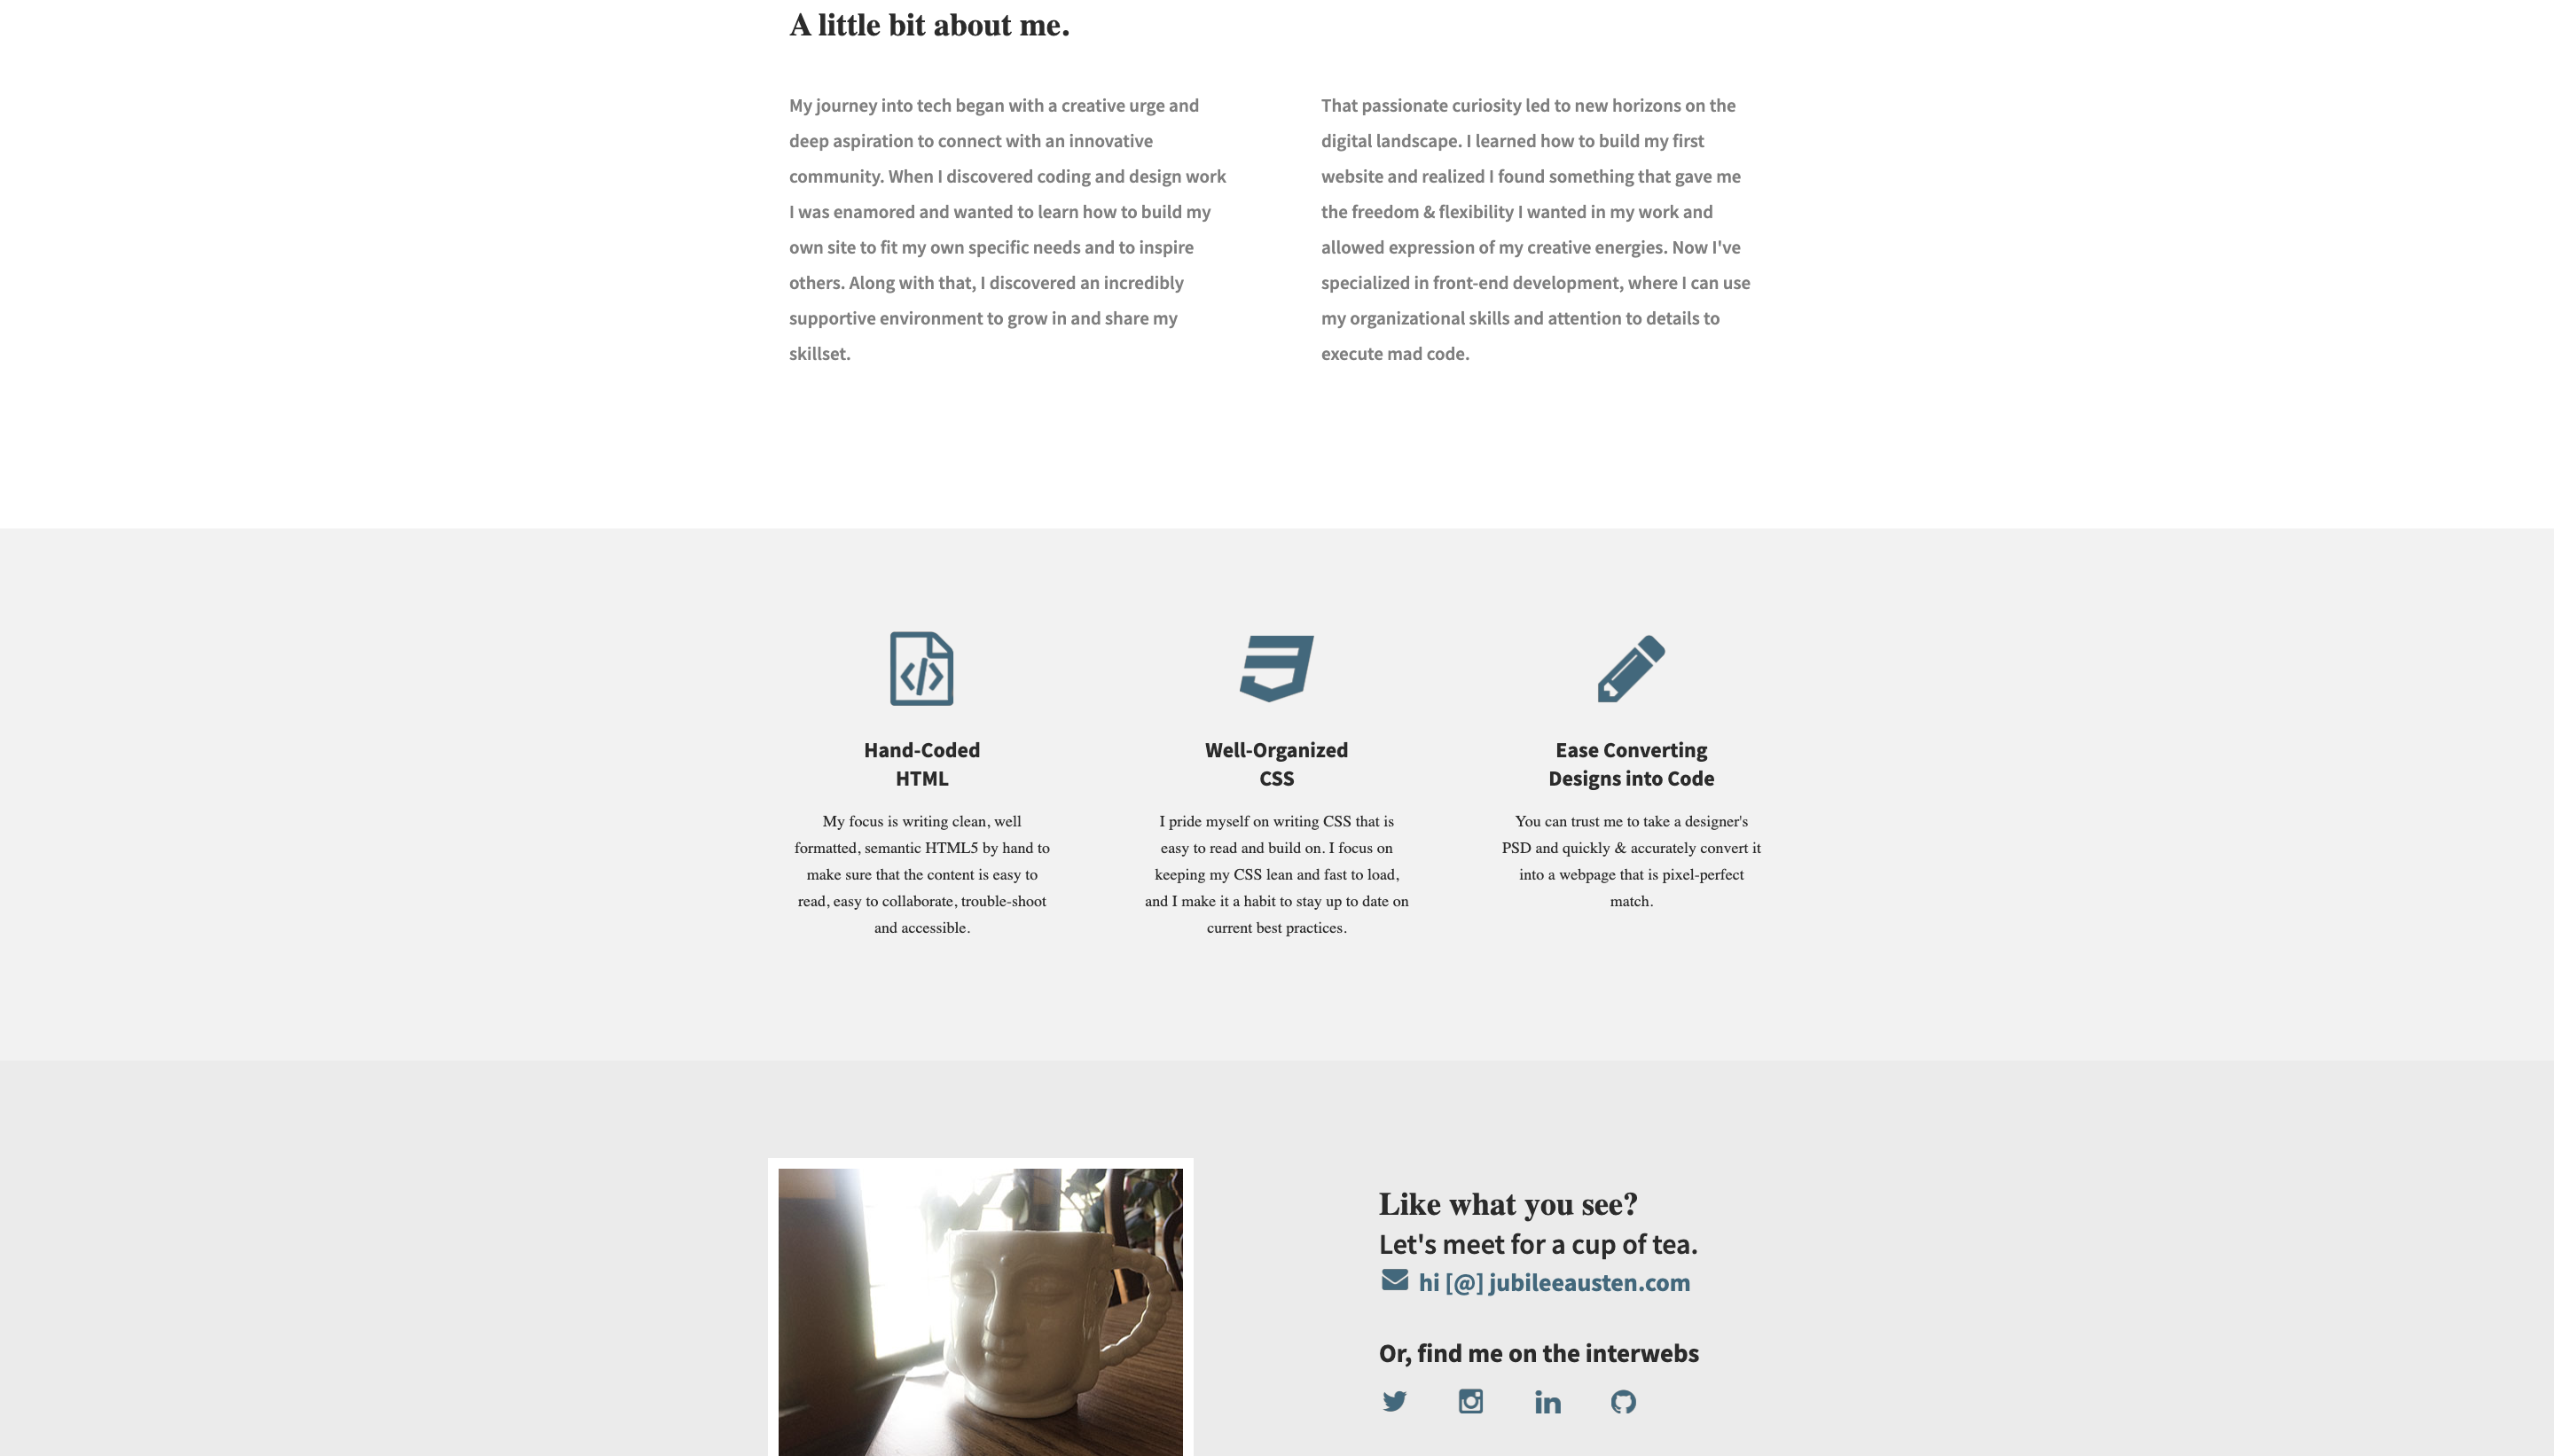 A little bit about me.
My journey into tech began with a creative urge and
deep aspiration to connect with an innovative
community. When I discovered coding and design work
I was enamored and wanted to learn how to build my
own site to fit my own specific needs and to inspire
others. Along with that, I discovered an incredibly
supportive environment to grow in and share my
skillset.
That passionate curiosity led to new horizons on the
digital landscape. I learned how to build my first
website and realized I found something that gave me
the freedom & flexibility I wanted in my work and
allowed expression of my creative energies. Now I've
specialized in front-end development, where I can use
my organizational skills and attention to details to
execute mad code.
Hand-Coded
HTML
My focus is writing clean, well
formatted, semantic HTML5 by hand to
make sure that the content is easy to
read, easy to collaborate, trouble-shoot
and accessible.
Well-Organized
CSS
I pride myself on writing CSS that is
easy to read and build on. I focus on
keeping my CSS lean and fast to load,
and I make it a habit to stay up to date on
current best practices.
Ease Converting
Designs into Code
You can trust me to take a designer's
PSD and quickly & accurately convert it
into a webpage that is pixel-perfect
match.
Like what you see?
Let's meet for a cup of tea.
hi [@] jubileeausten.com
Or, find me on the interwebs